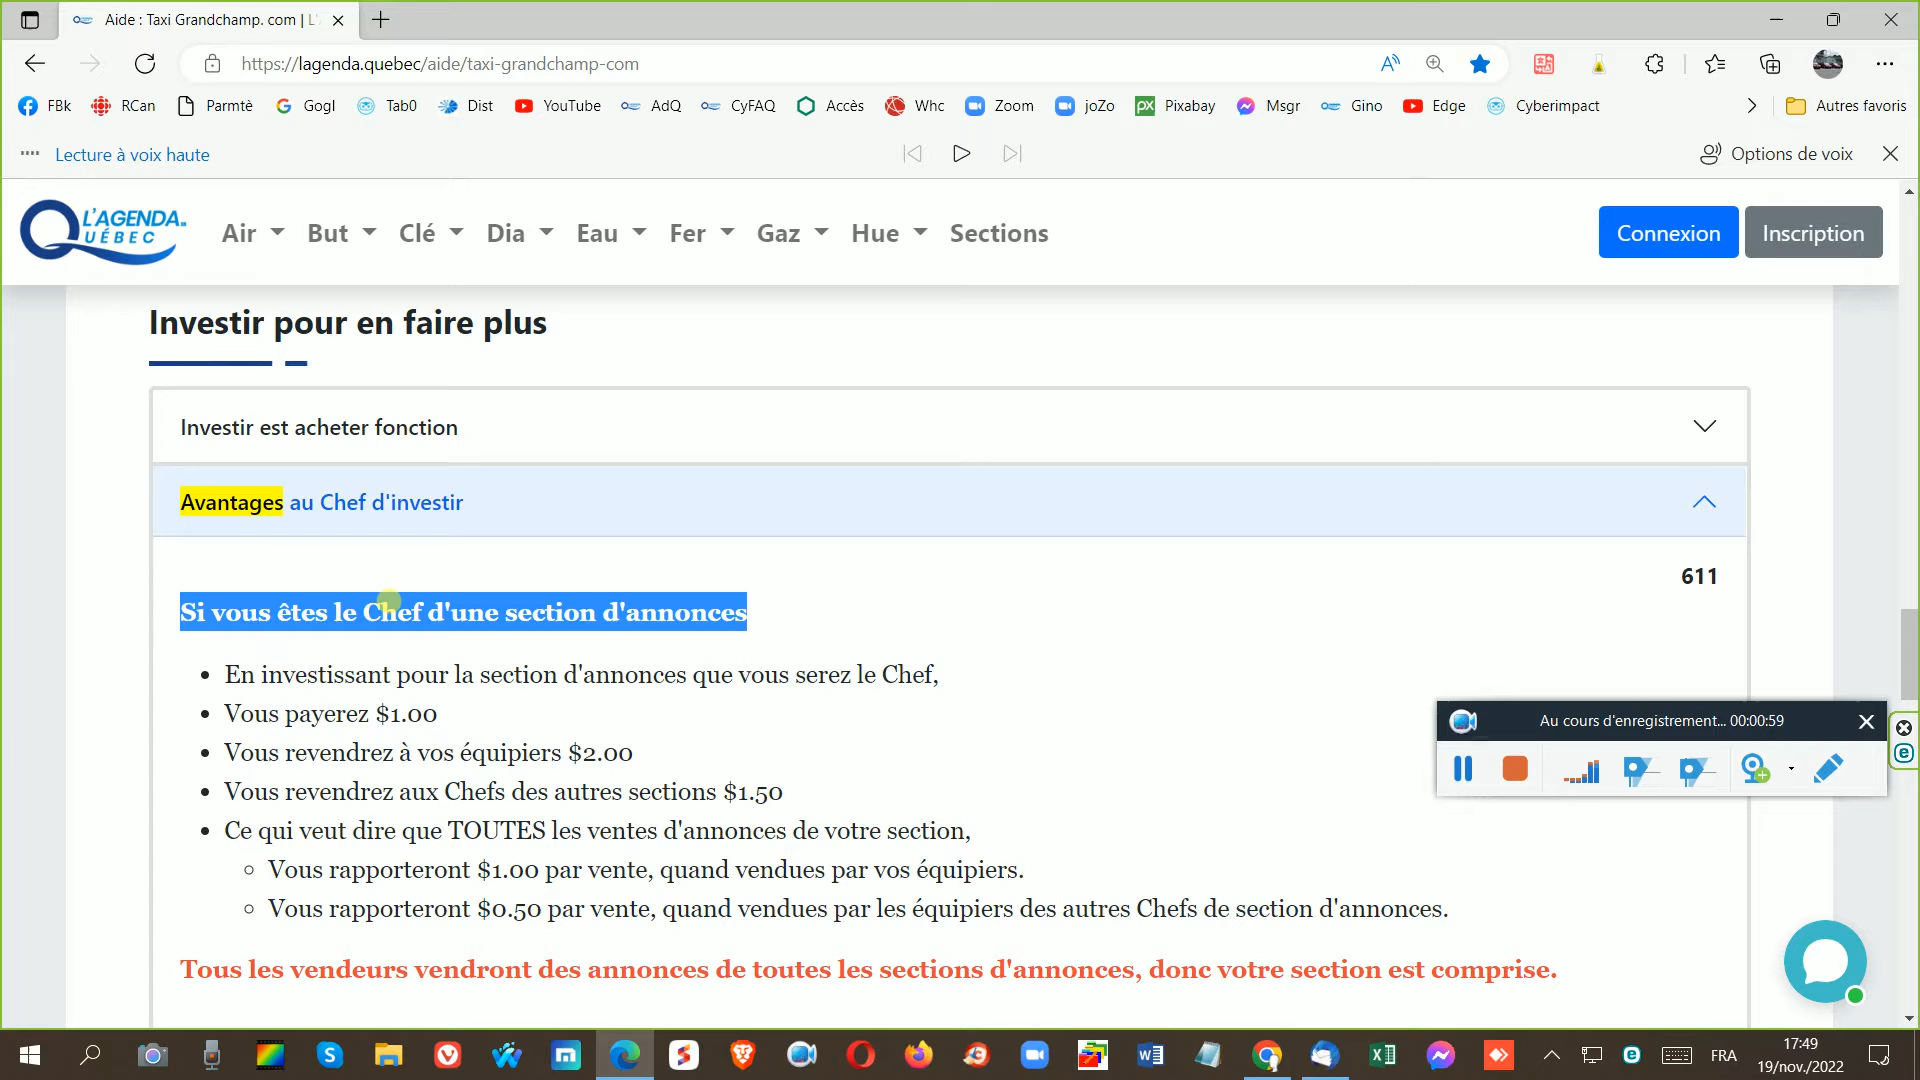 Aide : Taxi Grandchamp. com | L'
https://lagenda.quebec/aide/taxi-grandchamp-com
FBk RCan Parmtè Gogl Tab0 Dist YouTube AdQ CyFAQ Accès Whc Zoom joZo Pixabay Msgr Gino Edge Cyberimpact Autres favoris
Lecture à voix haute Options de voix
L'AGENDA
QUÉBEC
Air But Clé Dia Eau Fer Gaz Hue Sections Connexion Inscription
Investir pour en faire plus
Investir est acheter fonction
Avantages au Chef d'investir
611
Si vous êtes le Chef d'une section d'annonces
• En investissant pour la section d'annonces que vous serez le Chef,
• Vous payerez $1.00
• Vous revendrez à vos équipiers $2.00
• Vous revendrez aux Chefs des autres sections $1.50
• Ce qui veut dire que TOUTES les ventes d'annonces de votre section,
◦ Vous rapporteront $1.00 par vente, quand vendues par vos équipiers.
◦ Vous rapporteront $0.50 par vente, quand vendues par les équipiers des autres Chefs de section d'annonces.
Tous les vendeurs vendront des annonces de toutes les sections d'annonces, donc votre section est comprise.
Au cours d'enregistrement... 00:00:59
FRA
17:49
19/nov./2022